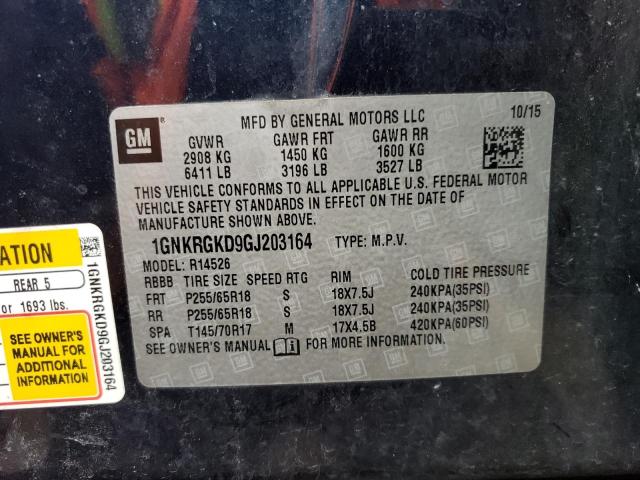 GM
®
MFD BY GENERAL MOTORS LLC
10/15
GVWR GAWR FRT GAWR RR
2908 KG 1450 KG 1600 KG
6411 LB 3196 LB 3527 LB
THIS VEHICLE CONFORMS TO ALL APPLICABLE U.S. FEDERAL MOTOR
VEHICLE SAFETY STANDARDS IN EFFECT ON THE DATE OF
MANUFACTURE SHOWN ABOVE.
1GNKRGKD9GJ203164 TYPE: M.P.V.
MODEL: R14526
RBBB TIRE SIZE SPEED RTG RIM COLD TIRE PRESSURE
FRT P255/65R18 S 18X7.5J 240KPA(35PSI)
RR P255/65R18 S 18X7.5J 240KPA(35PSI)
SPA T145/70R17 M 17X4.5B 420KPA(60PSI)
SEE OWNER'S MANUAL FOR MORE INFORMATION.
ATION
REAR 5
or 1693 lbs.
SEE OWNER'S
MANUAL FOR
ADDITIONAL
INFORMATION
1GNKRGKD9GJ203164